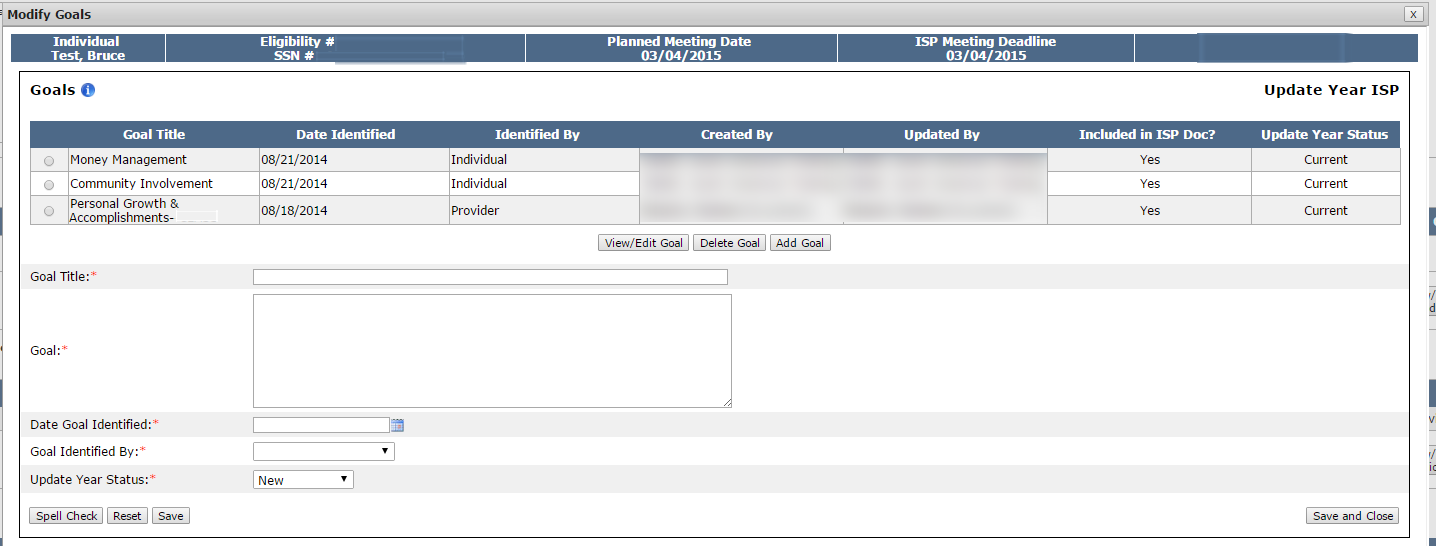 Modify Goals x
Individual Eligibility # Planned Meeting Date ISP Meeting Deadline
Test, Bruce SSN # 03/04/2015 03/04/2015
Goals i Update Year ISP
Goal Title Date Identified Identified By Created By Updated By Included in ISP Doc? Update Year Status
Money Management 08/21/2014 Individual Yes Current
Community Involvement 08/21/2014 Individual Yes Current
Personal Growth &
Accomplishments- 08/18/2014 Provider Yes Current
View/Edit Goal Delete Goal Add Goal
Goal Title:*
Goal:*
Date Goal Identified:*
Goal Identified By:*
Update Year Status:* New
Spell Check Reset Save Save and Close